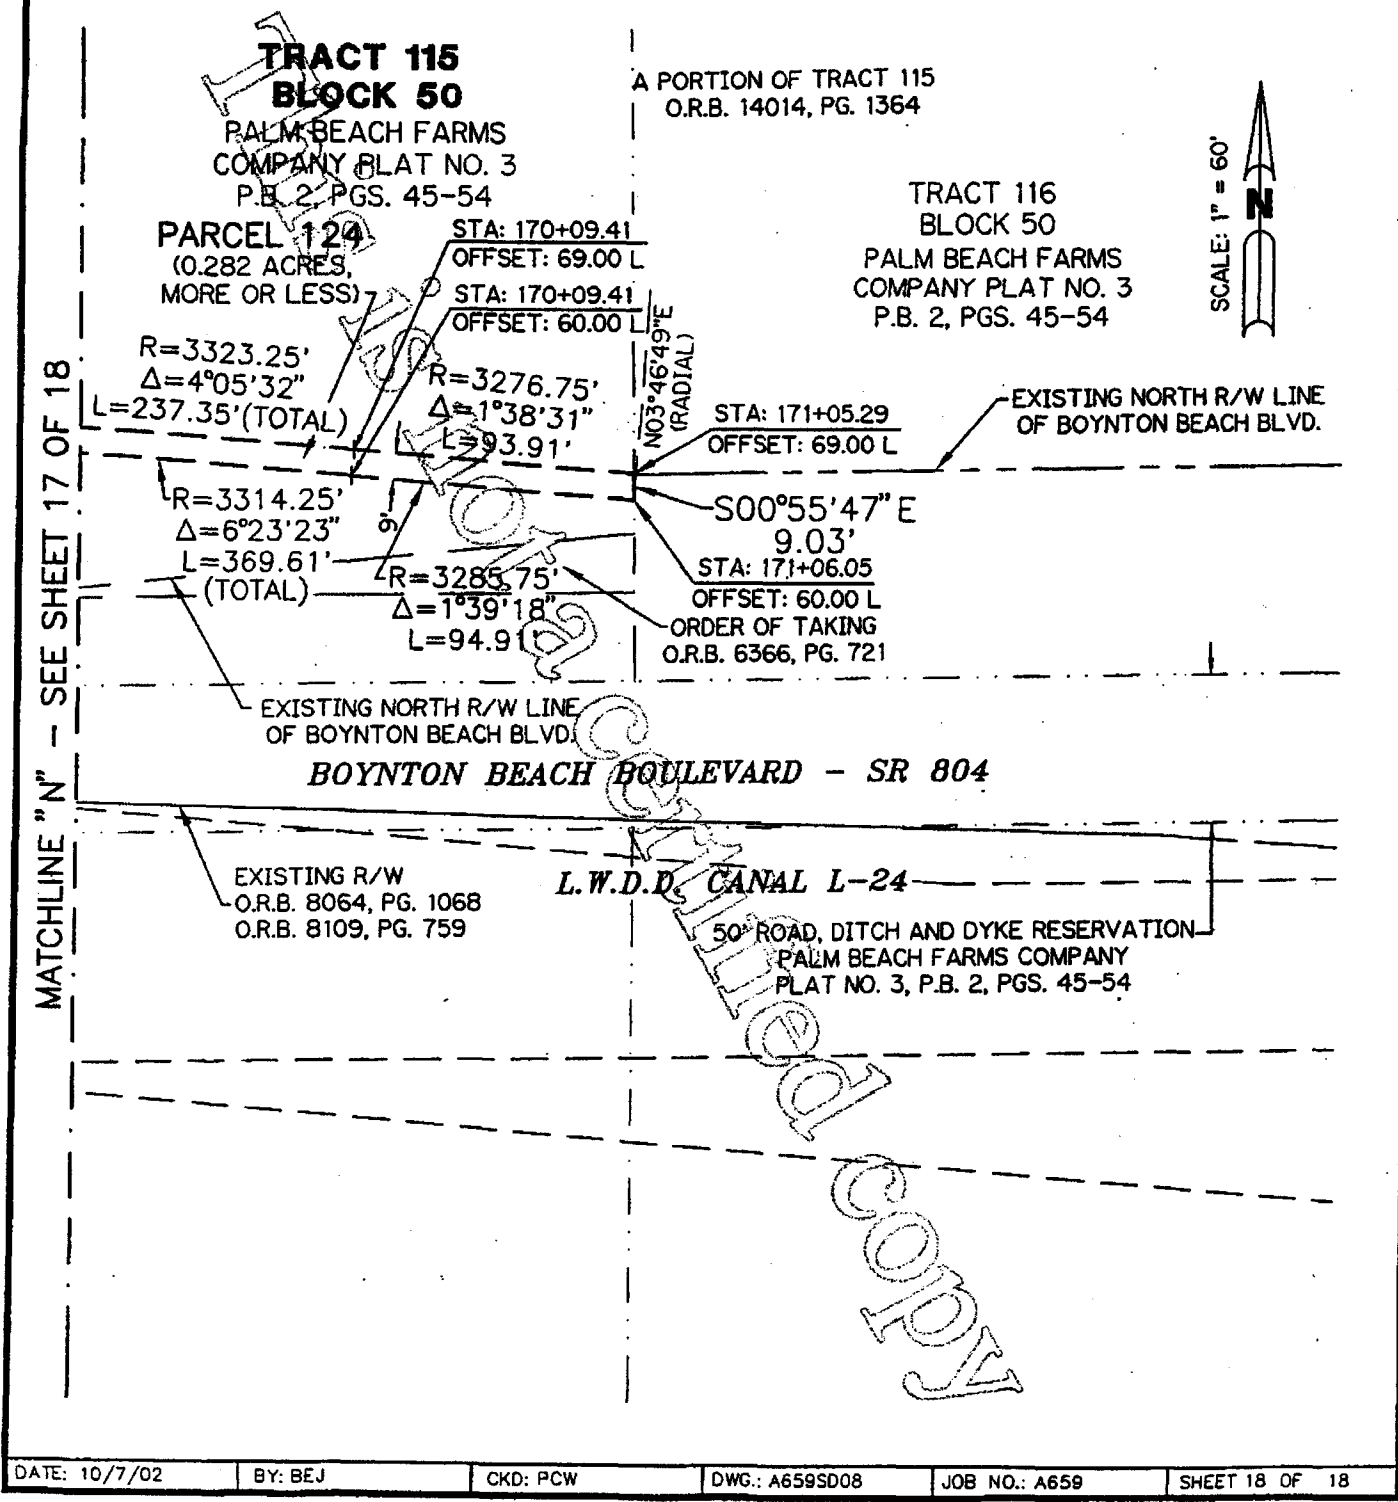 TRACT 115
BLOCK 50
PALM BEACH FARMS
COMPANY PLAT NO. 3
P.B. 2, PGS. 45-54
PARCEL 124
(0.282 ACRES,
MORE OR LESS)
A PORTION OF TRACT 115
O.R.B. 14014, PG. 1364
TRACT 116
BLOCK 50
PALM BEACH FARMS
COMPANY PLAT NO. 3
P.B. 2, PGS. 45-54
SCALE: 1" = 60'
N
STA: 170+09.41
OFFSET: 69.00 L
STA: 170+09.41
OFFSET: 60.00 L
N03°46'49"E
(RADIAL)
R=3323.25'
Δ=4°05'32"
L=237.35'(TOTAL)
R=3276.75'
Δ=1°38'31"
L=93.91'
STA: 171+05.29
OFFSET: 69.00 L
EXISTING NORTH R/W LINE
OF BOYNTON BEACH BLVD.
R=3314.25'
Δ=6°23'23"
L=369.61'
(TOTAL)
9'
R=3285.75'
Δ=1°39'18"
L=94.91'
S00°55'47" E
9.03'
STA: 171+06.05
OFFSET: 60.00 L
ORDER OF TAKING
O.R.B. 6366, PG. 721
EXISTING NORTH R/W LINE
OF BOYNTON BEACH BLVD.
BOYNTON BEACH BOULEVARD - SR 804
MATCHLINE "N" - SEE SHEET 17 OF 18
EXISTING R/W
O.R.B. 8064, PG. 1068
O.R.B. 8109, PG. 759
L.W.D.D. CANAL L-24
50' ROAD, DITCH AND DYKE RESERVATION
PALM BEACH FARMS COMPANY
PLAT NO. 3, P.B. 2, PGS. 45-54
This is not a certified copy
DATE: 10/7/02 BY: BEJ CKD: PCW DWG.: A659SD08 JOB NO.: A659 SHEET 18 OF 18